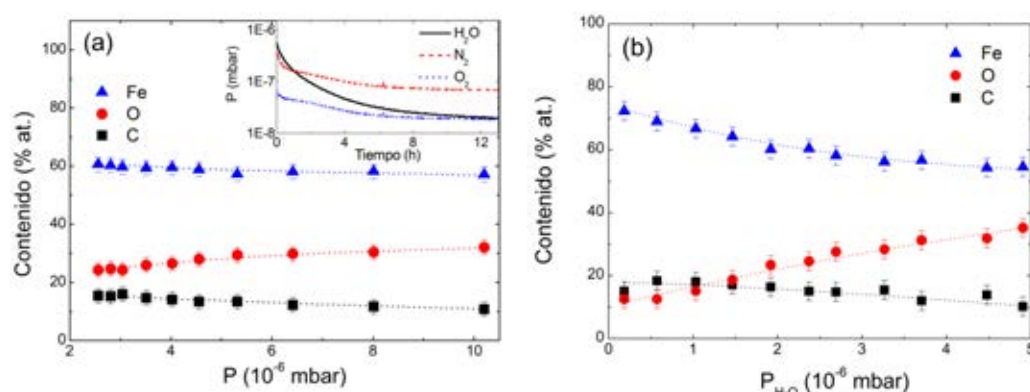 (a)
Contenido (% at.)
100
80
60
40
20
0
Fe
O
C
2
4
6
8
10
P (10⁻⁶ mbar)
P (mbar)
1E-6
1E-7
1E-8
H₂O
N₂
O₂
0
4
8
12
Tiempo (h)
(b)
Contenido (% at.)
100
80
60
40
20
0
Fe
O
C
0
1
2
3
4
5
P_H₂O (10⁻⁶ mbar)